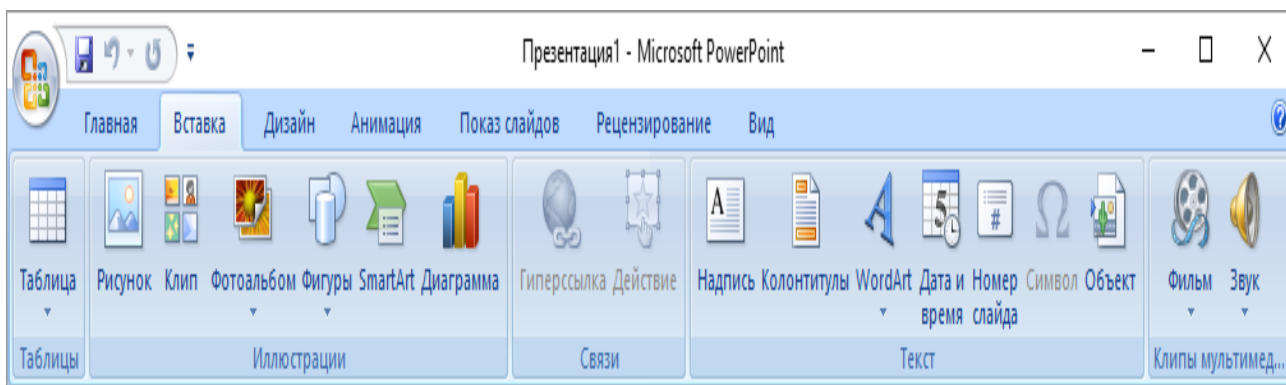 Презентация1 - Microsoft PowerPoint
Главная Вставка Дизайн Анимация Показ слайдов Рецензирование Вид
Таблица Рисунок Клип Фотоальбом Фигуры SmartArt Диаграмма Гиперссылка Действие Надпись Колонтитулы WordArt Дата и время Номер слайда Символ Объект Фильм Звук
Таблицы Иллюстрации Связи Текст Клипы мультимед...